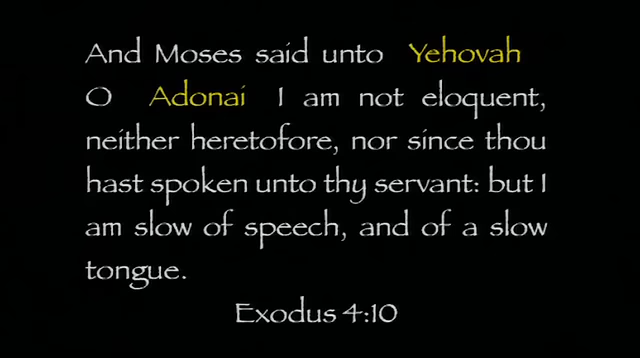 And Moses said unto Yehovah
O Adonai I am not eloquent,
neither heretofore, nor since thou
hast spoken unto thy servant: but I
am slow of speech, and of a slow
tongue.
Exodus 4:10